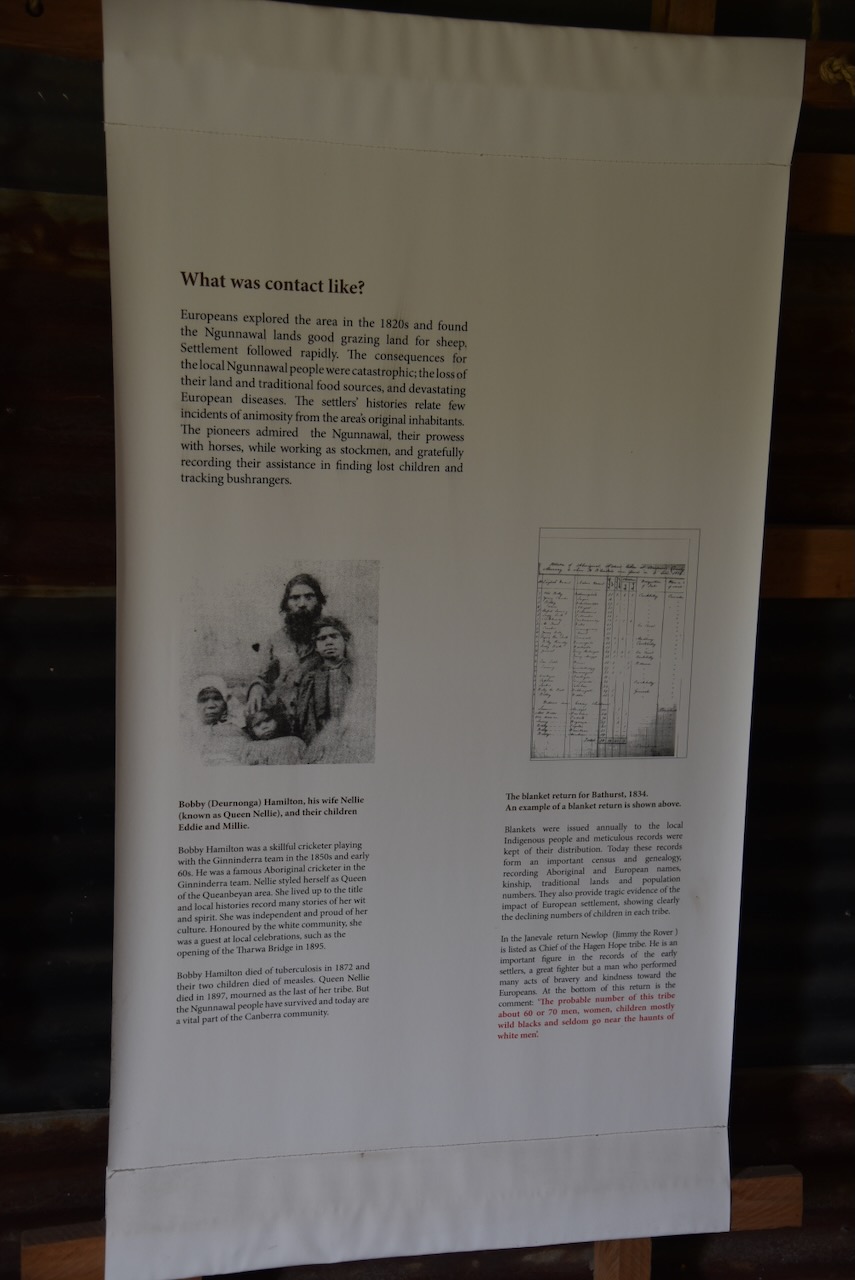 What was contact like?
Europeans explored the area in the 1820s and found
the Ngunnawal lands good grazing land for sheep,
Settlement followed rapidly. The consequences for
the local Ngunnawal people were catastrophic; the loss of
their land and traditional food sources, and devastating
European diseases. The settlers' histories relate few
incidents of animosity from the area's original inhabitants.
The pioneers admired the Ngunnawal, their prowess
with horses, while working as stockmen, and gratefully
recording their assistance in finding lost children and
tracking bushrangers.
Bobby (Deurnonga) Hamilton, his wife Nellie
(known as Queen Nellie), and their children
Eddie and Millie.
Bobby Hamilton was a skillful cricketer playing
with the Ginninderra team in the 1850s and early
60s. He was a famous Aboriginal cricketer in the
Ginninderra team. Nellie styled herself as Queen
of the Queanbeyan area. She lived up to the title
and local histories record many stories of her wit
and spirit. She was independent and proud of her
culture. Honoured by the white community, she
was a guest at local celebrations, such as the
opening of the Tharwa Bridge in 1895.
Bobby Hamilton died of tuberculosis in 1872 and
their two children died of measles. Queen Nellie
died in 1897, mourned as the last of her tribe. But
the Ngunnawal people have survived and today are
a vital part of the Canberra community.
The blanket return for Bathurst, 1834.
An example of a blanket return is shown above.
Blankets were issued annually to the local
Indigenous people and meticulous records were
kept of their distribution. Today these records
form an important census and genealogy,
recording Aboriginal and European names,
kinship, traditional lands and population
numbers. They also provide tragic evidence of the
impact of European settlement, showing clearly
the declining numbers of children in each tribe.
In the Janevale return Newlop (Jimmy the Rover )
is listed as Chief of the Hagen Hope tribe. He is an
important figure in the records of the early
settlers, a great fighter but a man who performed
many acts of bravery and kindness toward the
Europeans. At the bottom of this return is the
comment: 'The probable number of this tribe
about 60 or 70 men, women, children mostly
wild blacks and seldom go near the haunts of
white men'.